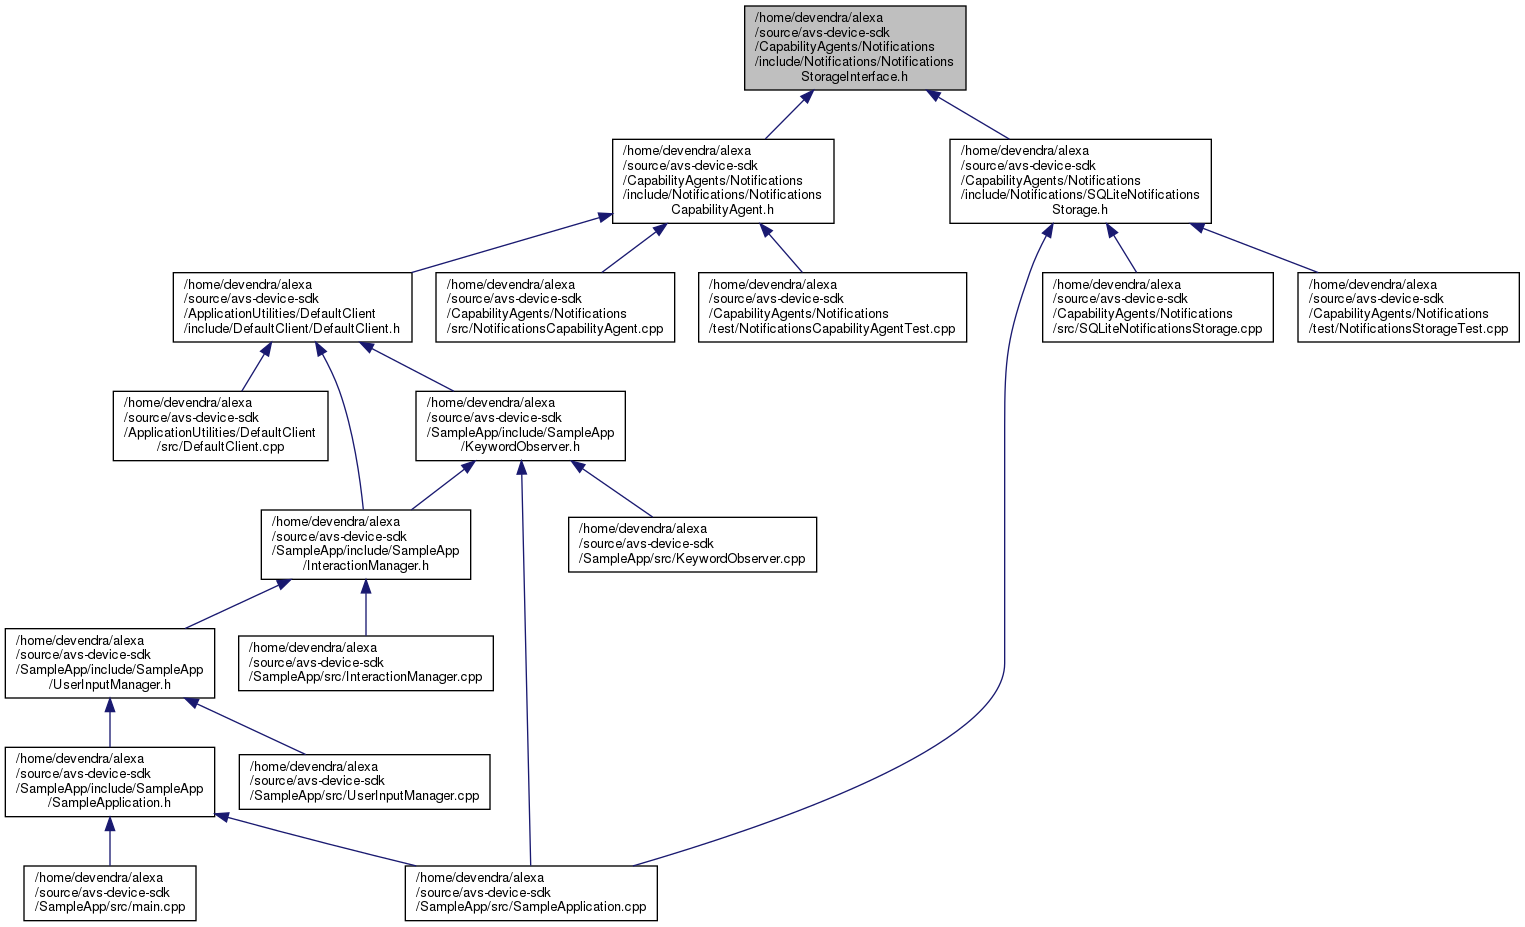 /home/devendra/alexa
/source/avs-device-sdk
/CapabilityAgents/Notifications
/include/Notifications/Notifications
StorageInterface.h
/home/devendra/alexa
/source/avs-device-sdk
/CapabilityAgents/Notifications
/include/Notifications/Notifications
CapabilityAgent.h
/home/devendra/alexa
/source/avs-device-sdk
/CapabilityAgents/Notifications
/include/Notifications/SQLiteNotifications
Storage.h
/home/devendra/alexa
/source/avs-device-sdk
/ApplicationUtilities/DefaultClient
/include/DefaultClient/DefaultClient.h
/home/devendra/alexa
/source/avs-device-sdk
/CapabilityAgents/Notifications
/src/NotificationsCapabilityAgent.cpp
/home/devendra/alexa
/source/avs-device-sdk
/CapabilityAgents/Notifications
/test/NotificationsCapabilityAgentTest.cpp
/home/devendra/alexa
/source/avs-device-sdk
/CapabilityAgents/Notifications
/src/SQLiteNotificationsStorage.cpp
/home/devendra/alexa
/source/avs-device-sdk
/CapabilityAgents/Notifications
/test/NotificationsStorageTest.cpp
/home/devendra/alexa
/source/avs-device-sdk
/ApplicationUtilities/DefaultClient
/src/DefaultClient.cpp
/home/devendra/alexa
/source/avs-device-sdk
/SampleApp/include/SampleApp
/KeywordObserver.h
/home/devendra/alexa
/source/avs-device-sdk
/SampleApp/include/SampleApp
/InteractionManager.h
/home/devendra/alexa
/source/avs-device-sdk
/SampleApp/src/KeywordObserver.cpp
/home/devendra/alexa
/source/avs-device-sdk
/SampleApp/include/SampleApp
/UserInputManager.h
/home/devendra/alexa
/source/avs-device-sdk
/SampleApp/src/InteractionManager.cpp
/home/devendra/alexa
/source/avs-device-sdk
/SampleApp/include/SampleApp
/SampleApplication.h
/home/devendra/alexa
/source/avs-device-sdk
/SampleApp/src/UserInputManager.cpp
/home/devendra/alexa
/source/avs-device-sdk
/SampleApp/src/main.cpp
/home/devendra/alexa
/source/avs-device-sdk
/SampleApp/src/SampleApplication.cpp